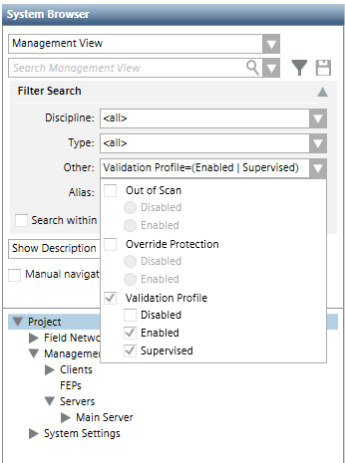 System Browser
Management View
Search Management View
Filter Search
Discipline: <all>
Type: <all>
Other: Validation Profile=(Enabled | Supervised)
Alias:
Out of Scan
Disabled
Enabled
Search within
Override Protection
Disabled
Enabled
Show Description
Manual navigat
Validation Profile
Disabled
Enabled
Supervised
Project
Field Netwo
Managemen
Clients
FEPs
Servers
Main Server
System Settings